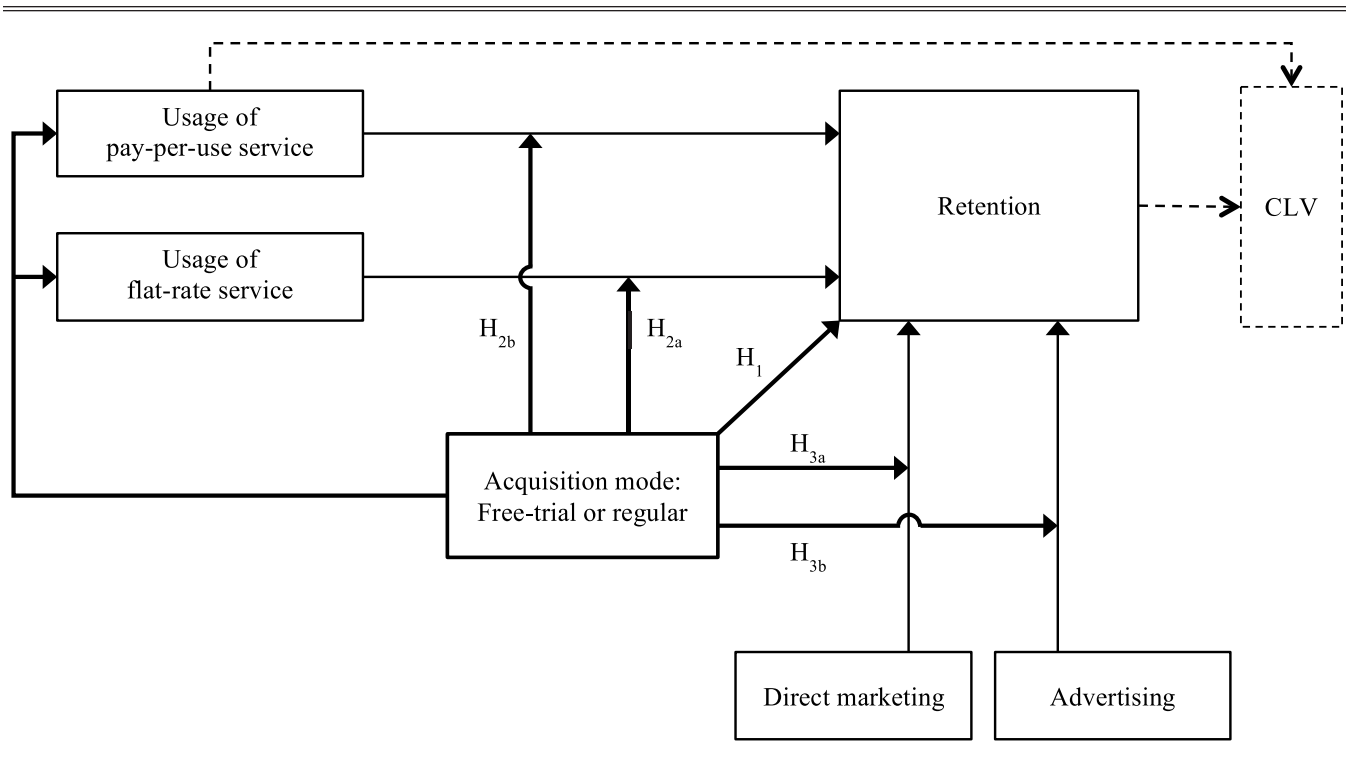 Usage of
pay-per-use service
Retention
CLV
Usage of
flat-rate service
H2b
H2a
H1
H3a
Acquisition mode:
Free-trial or regular
H3b
Direct marketing
Advertising